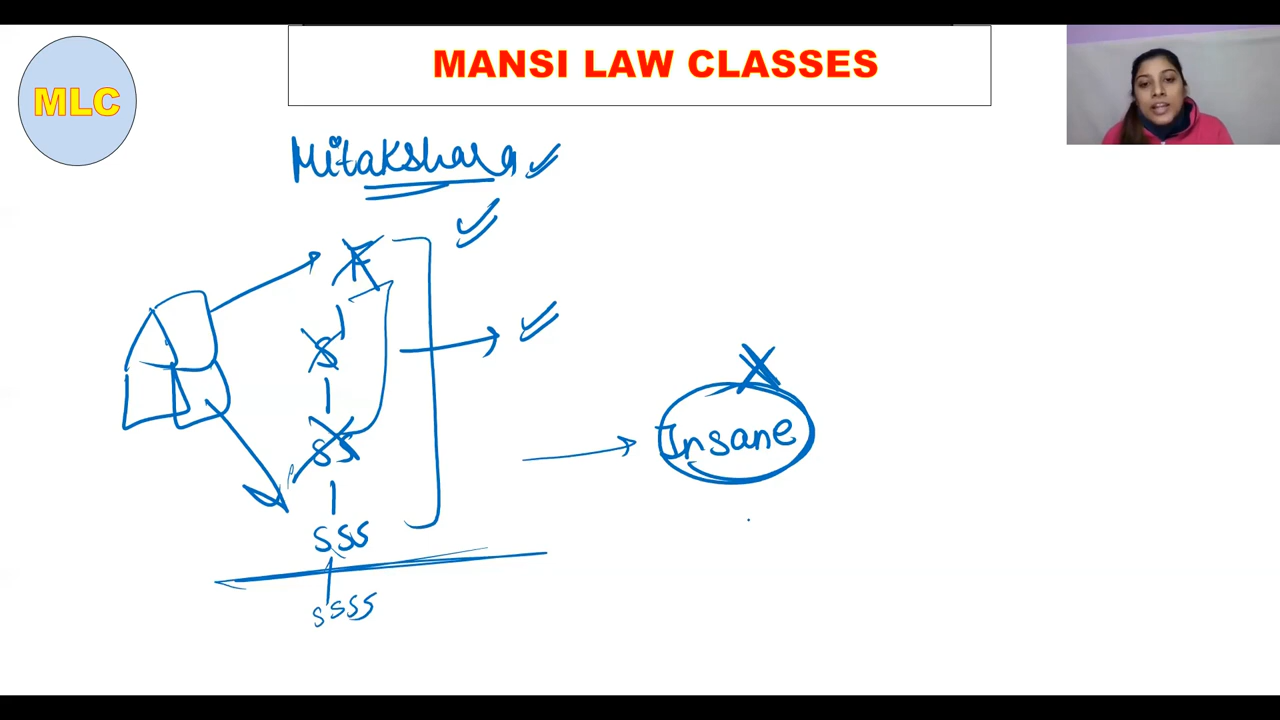 MANSI LAW CLASSES
MLC
Mitakshara
F
S
SS
Insane
SSS
SSSS